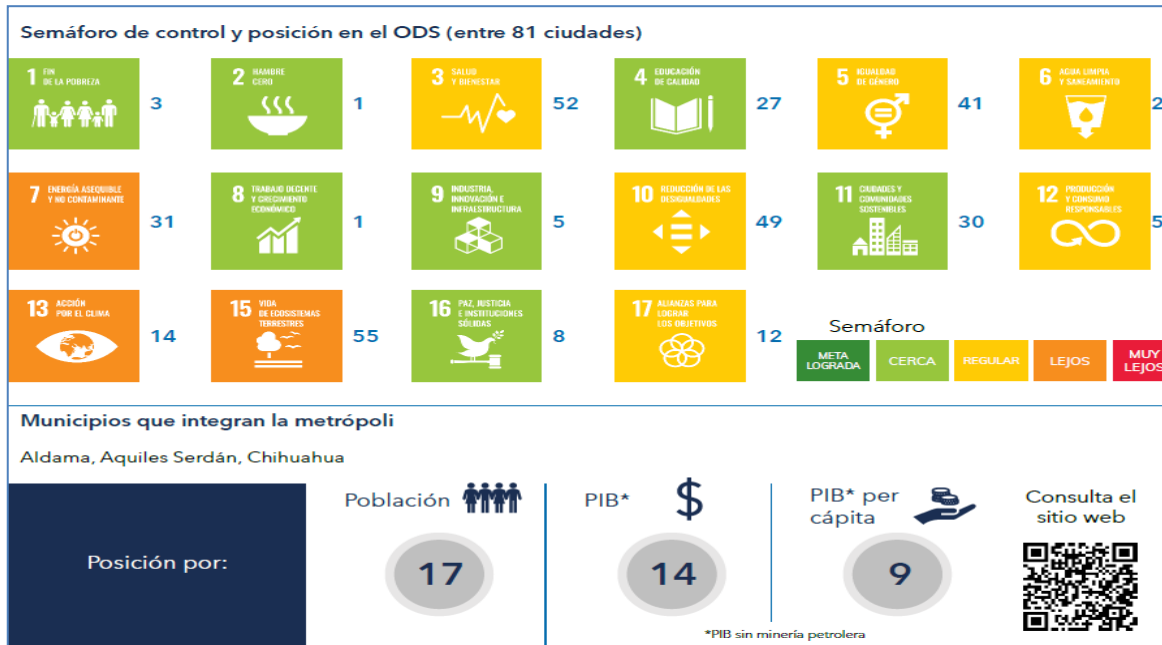 Semáforo de control y posición en el ODS (entre 81 ciudades)
1 FIN
DE LA POBREZA
3
2 HAMBRE
CERO
1
3 SALUD
Y BIENESTAR
52
4 EDUCACIÓN
DE CALIDAD
27
5 IGUALDAD
DE GÉNERO
41
6 AGUA LIMPIA
Y SANEAMIENTO
2
7 ENERGÍA ASEQUIBLE
Y NO CONTAMINANTE
31
8 TRABAJO DECENTE
Y CRECIMIENTO
ECONÓMICO
1
9 INDUSTRIA,
INNOVACIÓN E
INFRAESTRUCTURA
5
10 REDUCCIÓN DE LAS
DESIGUALDADES
49
11 CIUDADES Y
COMUNIDADES
SOSTENIBLES
30
12 PRODUCCIÓN
Y CONSUMO
RESPONSABLES
5
13 ACCIÓN
POR EL CLIMA
14
15 VIDA
DE ECOSISTEMAS
TERRESTRES
55
16 PAZ, JUSTICIA
E INSTITUCIONES
SÓLIDAS
8
17 ALIANZAS PARA
LOGRAR
LOS OBJETIVOS
12
Semáforo
META
LOGRADA
CERCA
REGULAR
LEJOS
MUY
LEJOS
Municipios que integran la metrópoli
Aldama, Aquiles Serdán, Chihuahua
Posición por:
Población
17
PIB*
$
14
PIB* per
cápita
9
Consulta el
sitio web
*PIB sin minería petrolera